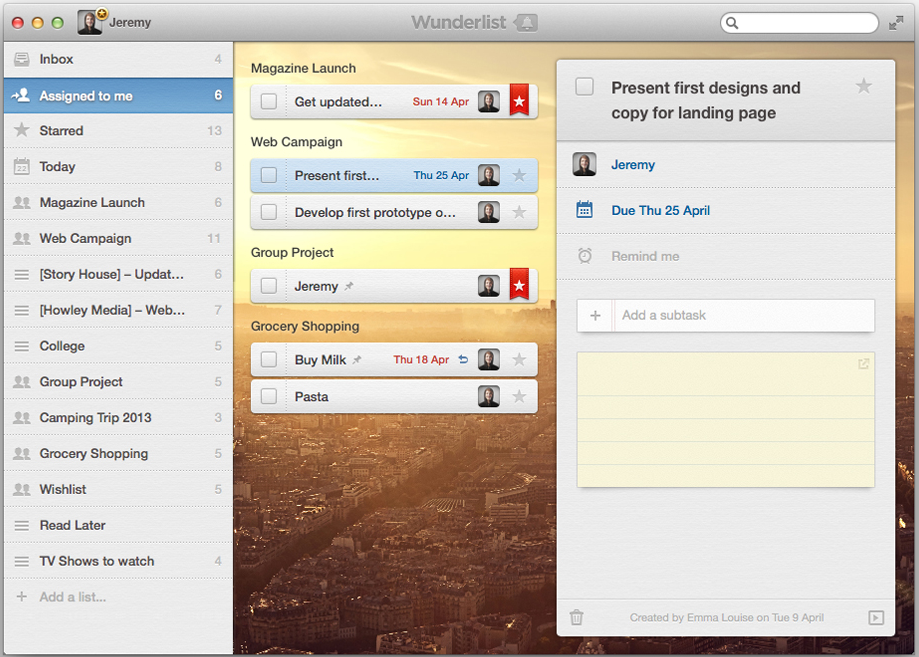 Jeremy
Wunderlist
Inbox 4
Assigned to me 6
Starred 13
22
Today 8
Magazine Launch 6
Web Campaign 11
[Story House] – Updat... 6
[Howley Media] – Web... 7
College 5
Group Project 5
Camping Trip 2013 3
Grocery Shopping 5
Wishlist 5
Read Later
TV Shows to watch 4
+ Add a list...
Magazine Launch
Get updated... Sun 14 Apr
Web Campaign
Present first... Thu 25 Apr
Develop first prototype o...
Group Project
Jeremy
Grocery Shopping
Buy Milk Thu 18 Apr
Pasta
Present first designs and
copy for landing page
Jeremy
Due Thu 25 April
Remind me
+ Add a subtask
Created by Emma Louise on Tue 9 April